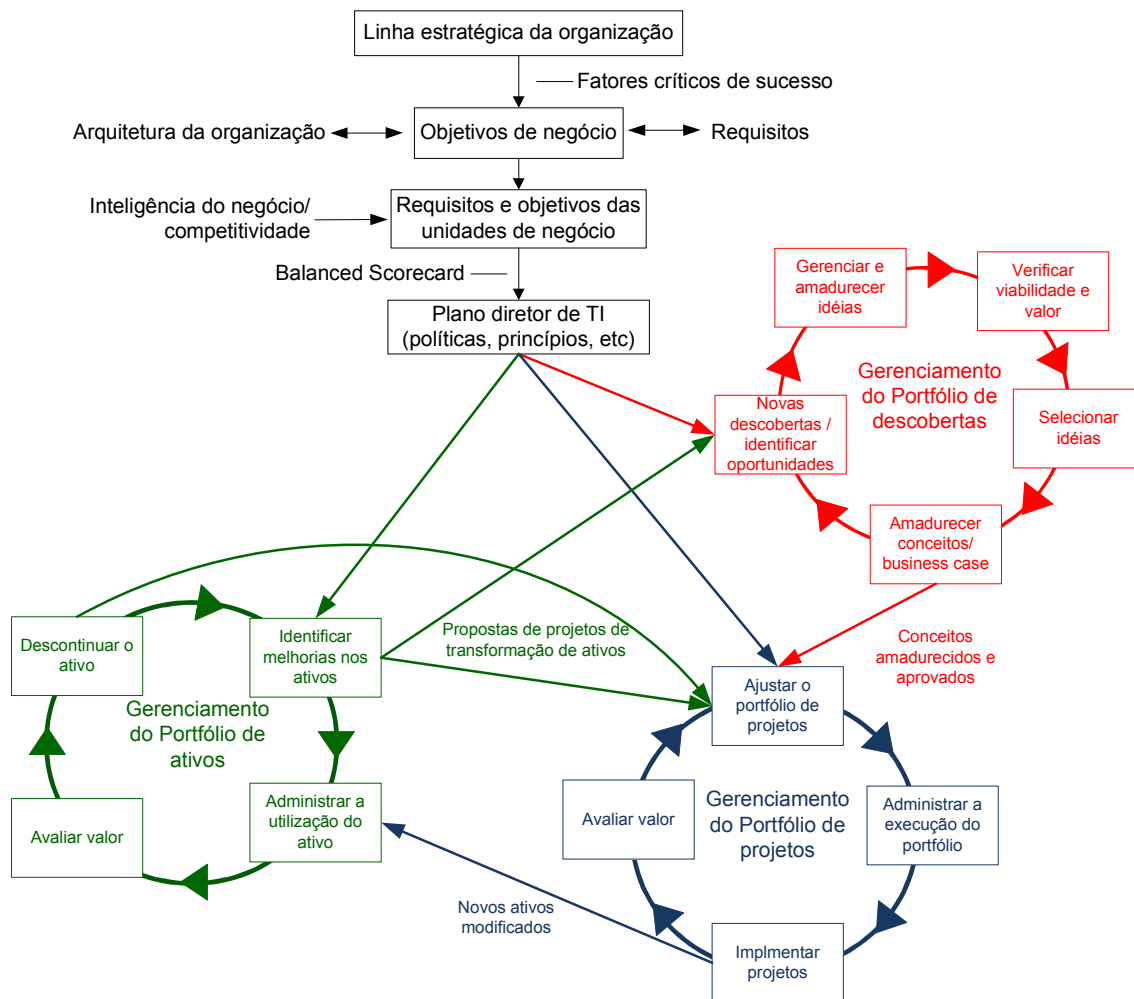 Linha estratégica da organização
Fatores críticos de sucesso
Arquitetura da organização
Objetivos de negócio
Requisitos
Inteligência do negócio/
competitividade
Requisitos e objetivos das
unidades de negócio
Balanced Scorecard
Plano diretor de TI
(políticas, princípios, etc)
Gerenciar e
amadurecer
idéias
Verificar
viabilidade e
valor
Gerenciamento
do Portfólio de
descobertas
Novas
descobertas /
identificar
oportunidades
Selecionar
idéias
Amadurecer
conceitos/
business case
Conceitos
amadurecidos e
aprovados
Propostas de projetos de
transformação de ativos
Descontinuar o
ativo
Identificar
melhorias nos
ativos
Gerenciamento
do Portfólio de
ativos
Avaliar valor
Administrar a
utilização do
ativo
Ajustar o
portfólio de
projetos
Gerenciamento
do Portfólio de
projetos
Avaliar valor
Administrar a
execução do
portfólio
Novos ativos
modificados
Implmentar
projetos